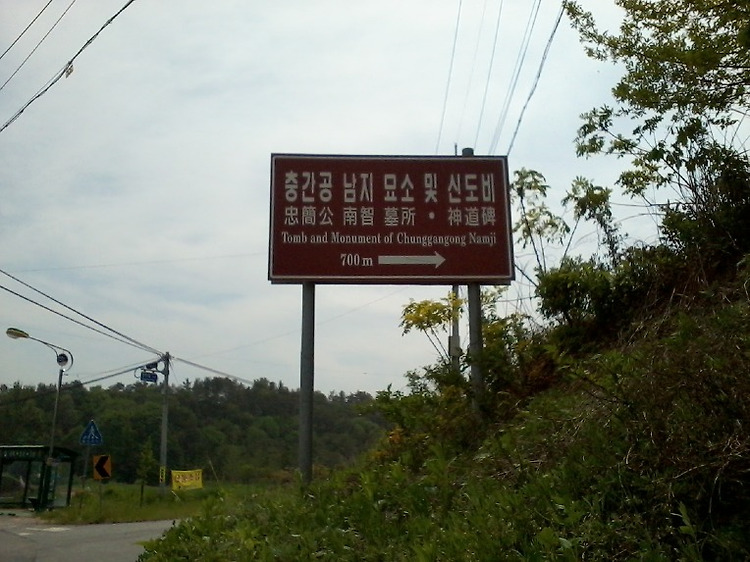 충간공 남지 묘소 및 신도비
忠簡公 南智 墓所 · 神道碑
Tomb and Monument of Chunggangong Namji
700m